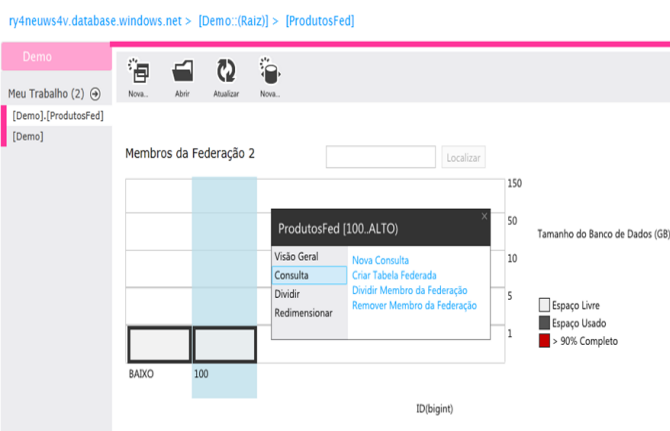 ry4neuws4v.database.windows.net > [Demo::(Raiz)] > [ProdutosFed]
Demo
Meu Trabalho (2)
[Demo].[ProdutosFed]
[Demo]
Nova...
Abrir
Atualizar
Nova...
Membros da Federação 2
Localizar
150
50
10
5
1
Tamanho do Banco de Dados (GB)
ProdutosFed [100..ALTO)
X
Visão Geral
Consulta
Dividir
Redimensionar
Nova Consulta
Criar Tabela Federada
Dividir Membro da Federação
Remover Membro da Federação
Espaço Livre
Espaço Usado
> 90% Completo
BAIXO
100
ID(bigint)